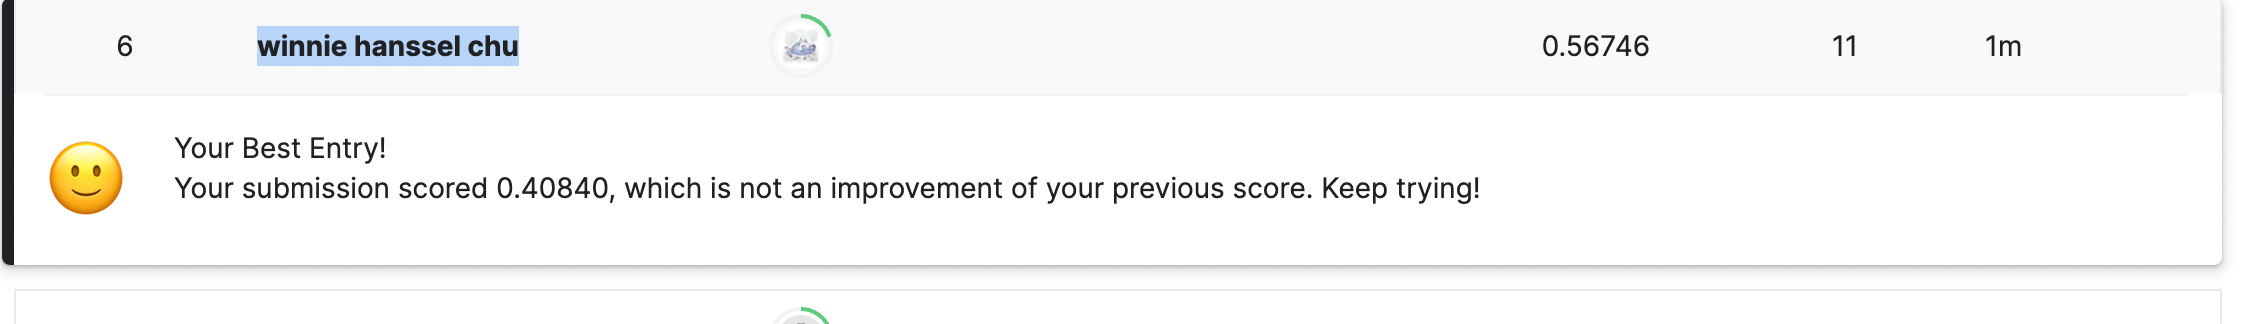 6 winnie hanssel chu 0.56746 11 1m
Your Best Entry!
Your submission scored 0.40840, which is not an improvement of your previous score. Keep trying!